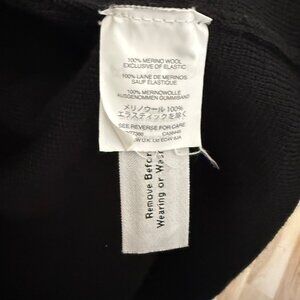 100% MERINO WOOL
EXCLUSIVE OF ELASTIC
100% LAINE DE MERINOS
SAUF ELASTIQUE
100% MERINOWOLLE
AUSGENOMMEN GUMMIBAND
メリノウール 100%
エラスティックを除く
SEE REVERSE FOR CARE
Remove Before
Wearing or Wash